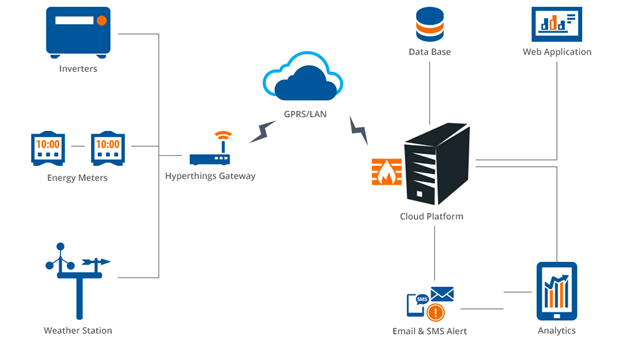 Inverters
10:00
10:00
Energy Meters
Weather Station
Hyperthings Gateway
GPRS/LAN
Data Base
Web Application
Cloud Platform
SMS
Email & SMS Alert
Analytics